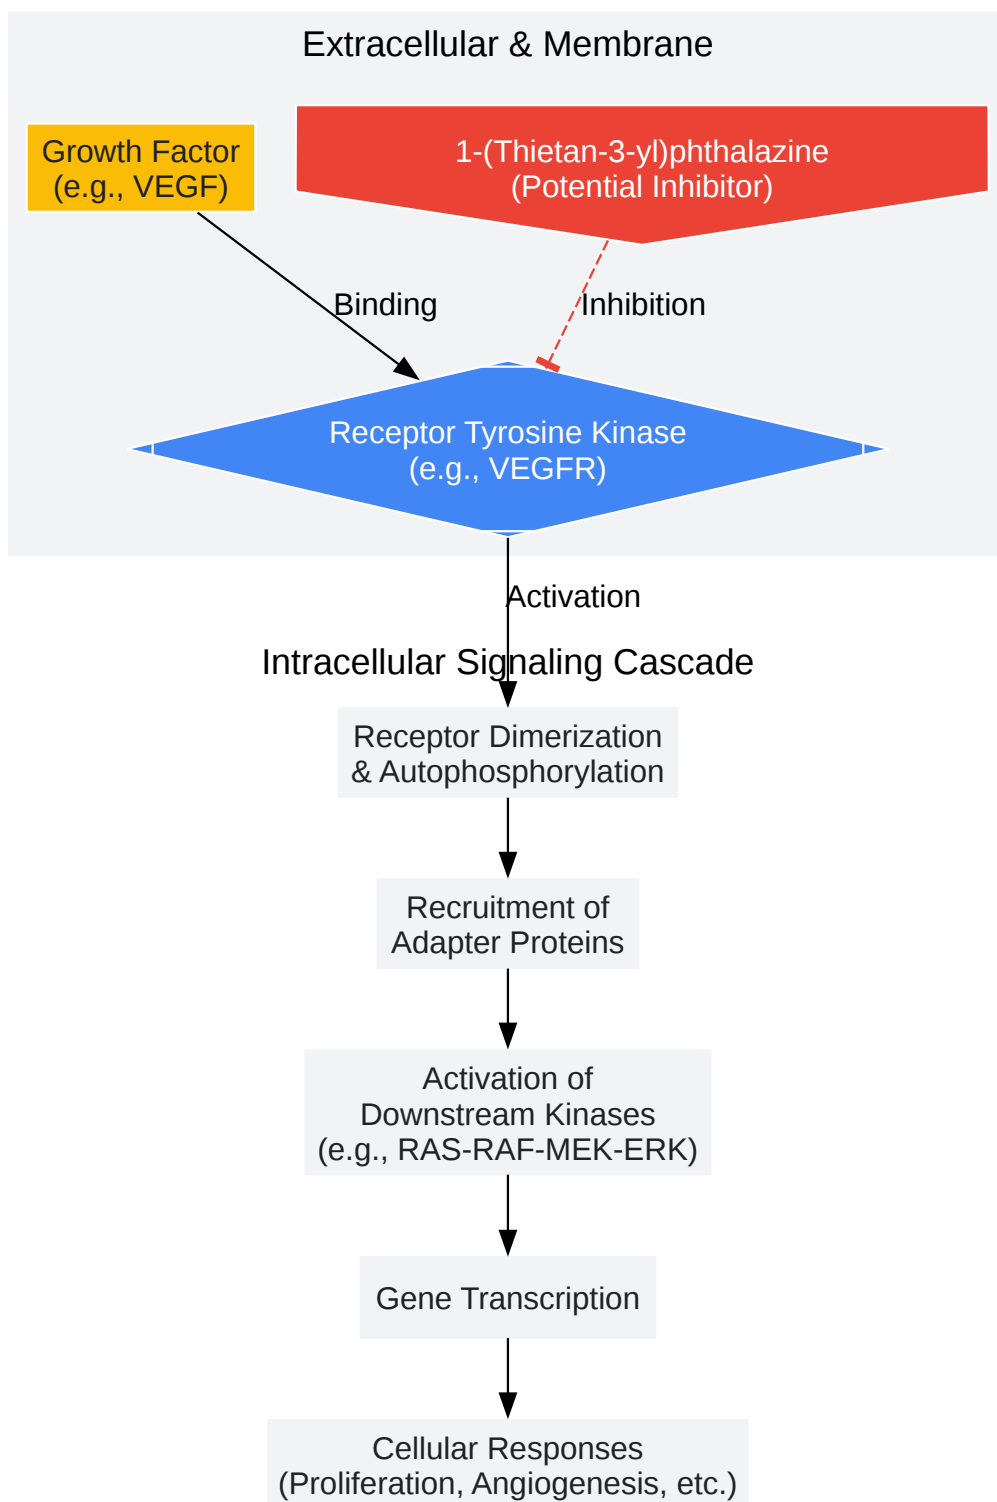 Extracellular & Membrane
Growth Factor
(e.g., VEGF)
1-(Thietan-3-yl)phthalazine
(Potential Inhibitor)
Binding
Inhibition
Receptor Tyrosine Kinase
(e.g., VEGFR)
Activation
Intracellular Signaling Cascade
Receptor Dimerization
& Autophosphorylation
Recruitment of
Adapter Proteins
Activation of
Downstream Kinases
(e.g., RAS-RAF-MEK-ERK)
Gene Transcription
Cellular Responses
(Proliferation, Angiogenesis, etc.)